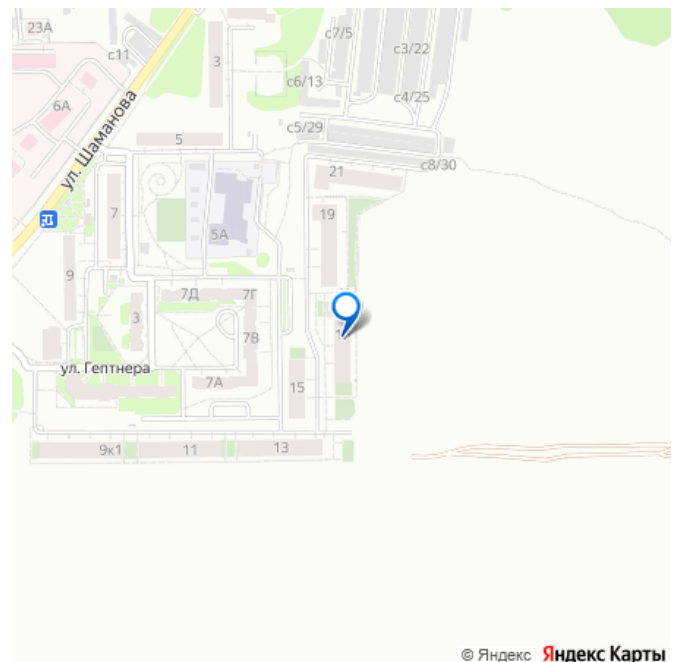 23А
с11
3
с7/5
с3/22
6А
с6/13
с4/25
ул. Шаманова
5
с5/29
21
с8/30
7
5А
19
9
7Д
7Г
3
7В
ул. Гептнера
7А
15
9к1
11
13
© Яндекс Яндекс Карты